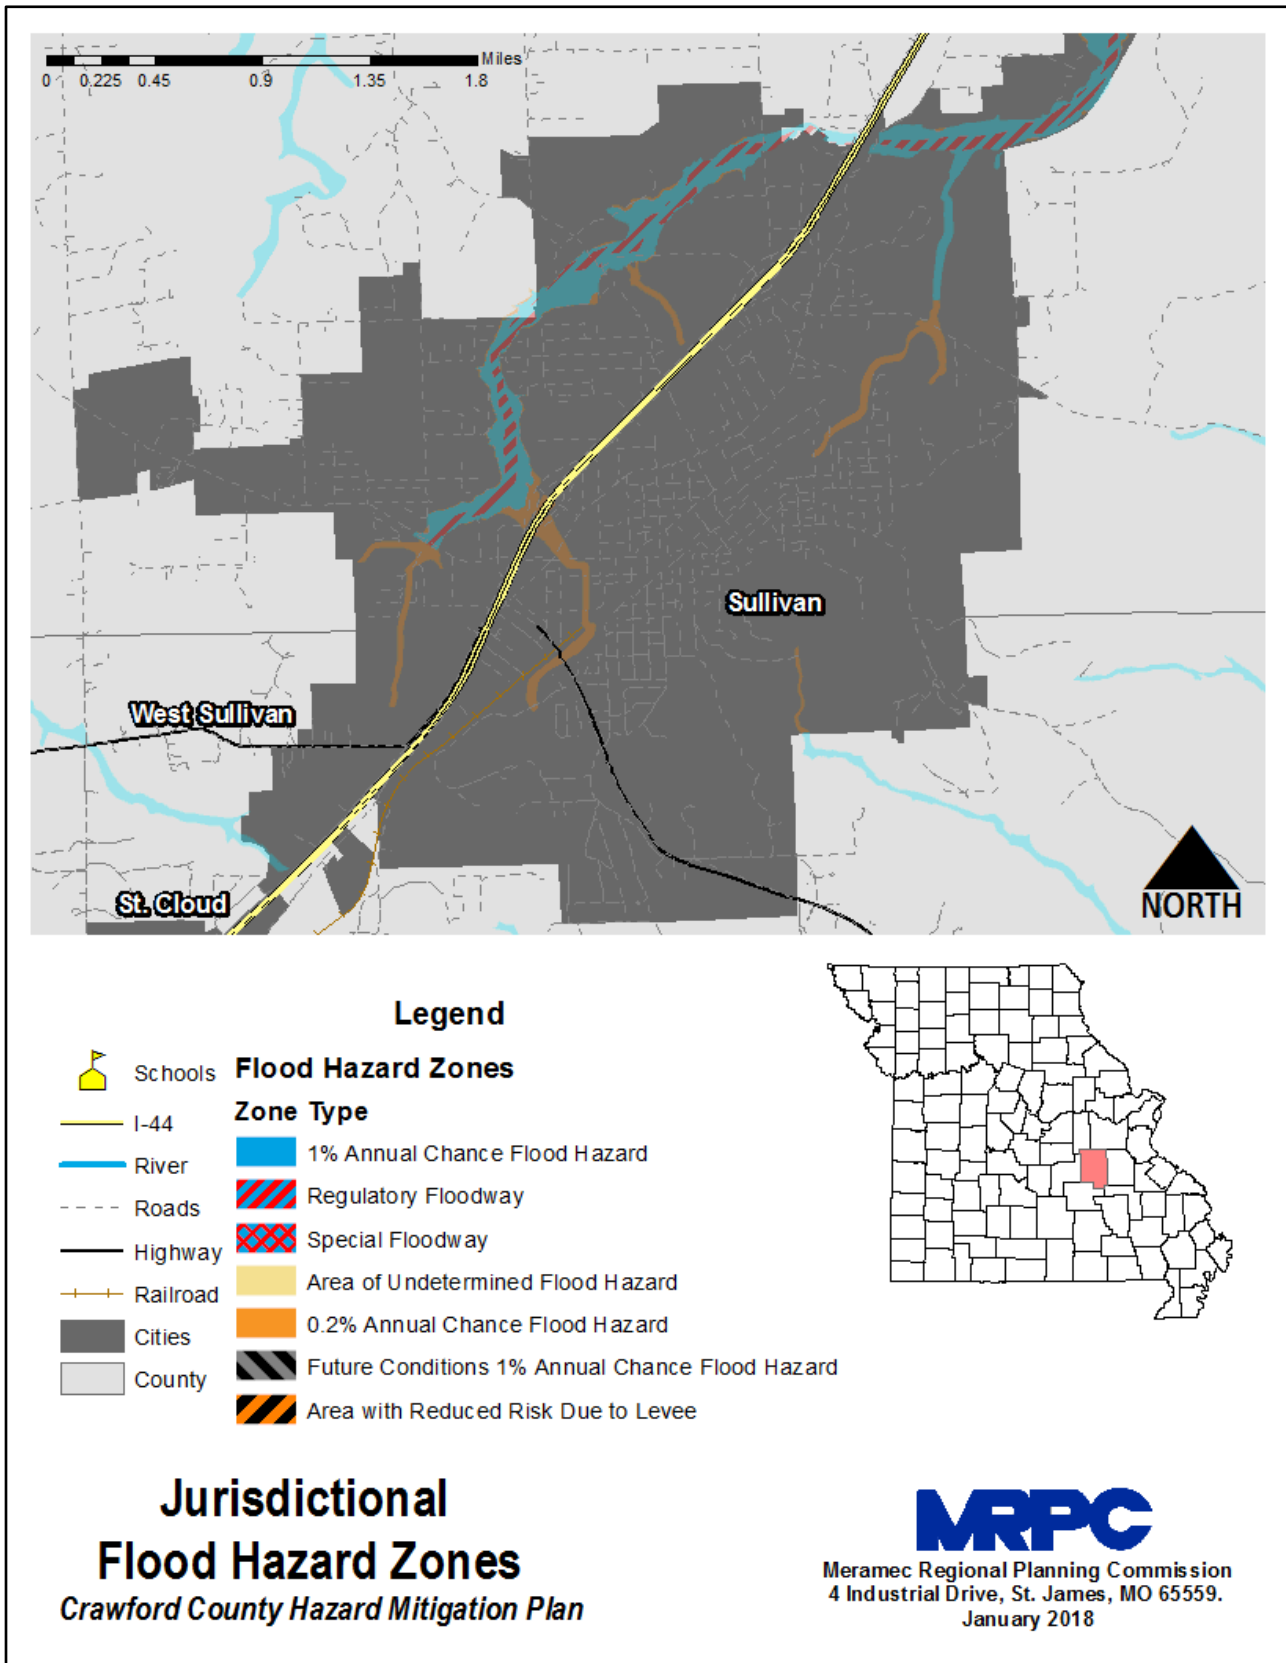 Miles
0 0.225 0.45 0.9 1.35 1.8
Sullivan
West Sullivan
St. Cloud
NORTH
Legend
Schools
I-44
River
Roads
Highway
Railroad
Cities
County
Flood Hazard Zones
Zone Type
1% Annual Chance Flood Hazard
Regulatory Floodway
Special Floodway
Area of Undetermined Flood Hazard
0.2% Annual Chance Flood Hazard
Future Conditions 1% Annual Chance Flood Hazard
Area with Reduced Risk Due to Levee
Jurisdictional
Flood Hazard Zones
Crawford County Hazard Mitigation Plan
MRPC
Meramec Regional Planning Commission
4 Industrial Drive, St. James, MO 65559.
January 2018